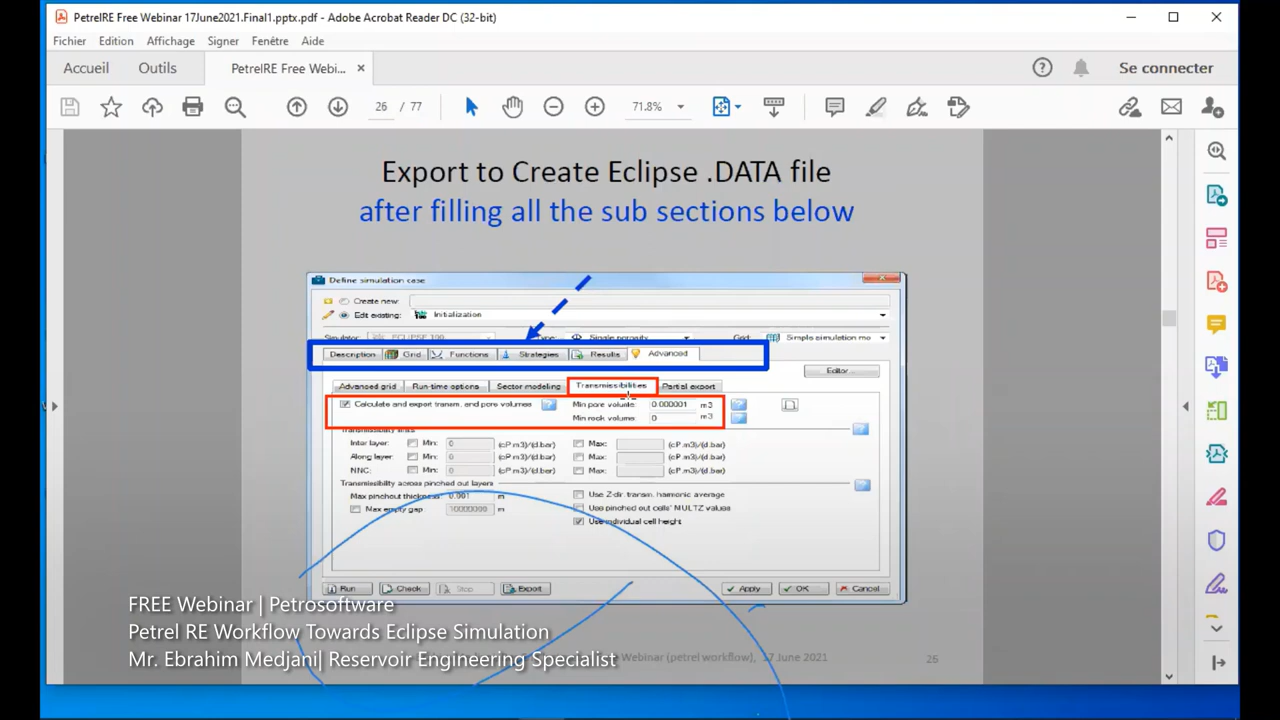 PetrelRE Free Webinar 17June2021.Final1.pptx.pdf - Adobe Acrobat Reader DC (32-bit)
Fichier Edition Affichage Signer Fenêtre Aide
Accueil Outils PetrelRE Free Webi... × Se connecter
26 / 77 71.8%
Export to Create Eclipse .DATA file
after filling all the sub sections below
Define simulation case
Create new:
Edit existing: Initialization
Simulator: ECLIPSE 100 Type: Single porosity Grid: Simple simulation mo
Description Grid Functions Strategies Results Advanced
Editor...
Advanced grid Run-time options Sector modeling Transmissibilities Partial export
Calculate and export transm. and pore volumes Min pore volume: 0.000001 m3
Min rock volume: 0 m3
Transmissibility limits
Inter layer: Min: 0 (cP.m3)/(d.bar) Max: (cP.m3)/(d.bar)
Along layer: Min: 0 (cP.m3)/(d.bar) Max: (cP.m3)/(d.bar)
NNC: Min: 0 (cP.m3)/(d.bar) Max: (cP.m3)/(d.bar)
Transmissibility across pinched out layers
Max pinchout thickness 0.001 m Use Z-dir. transm. harmonic average
Max empty gap 10000000 m Use pinched out cells' MULTZ values
Use individual cell height
Run Check Stop Export Apply OK Cancel
FREE Webinar | Petrosoftware
Petrel RE Workflow Towards Eclipse Simulation
Mr. Ebrahim Medjani| Reservoir Engineering Specialist
Webinar (petrel workflow), 17 June 2021 26